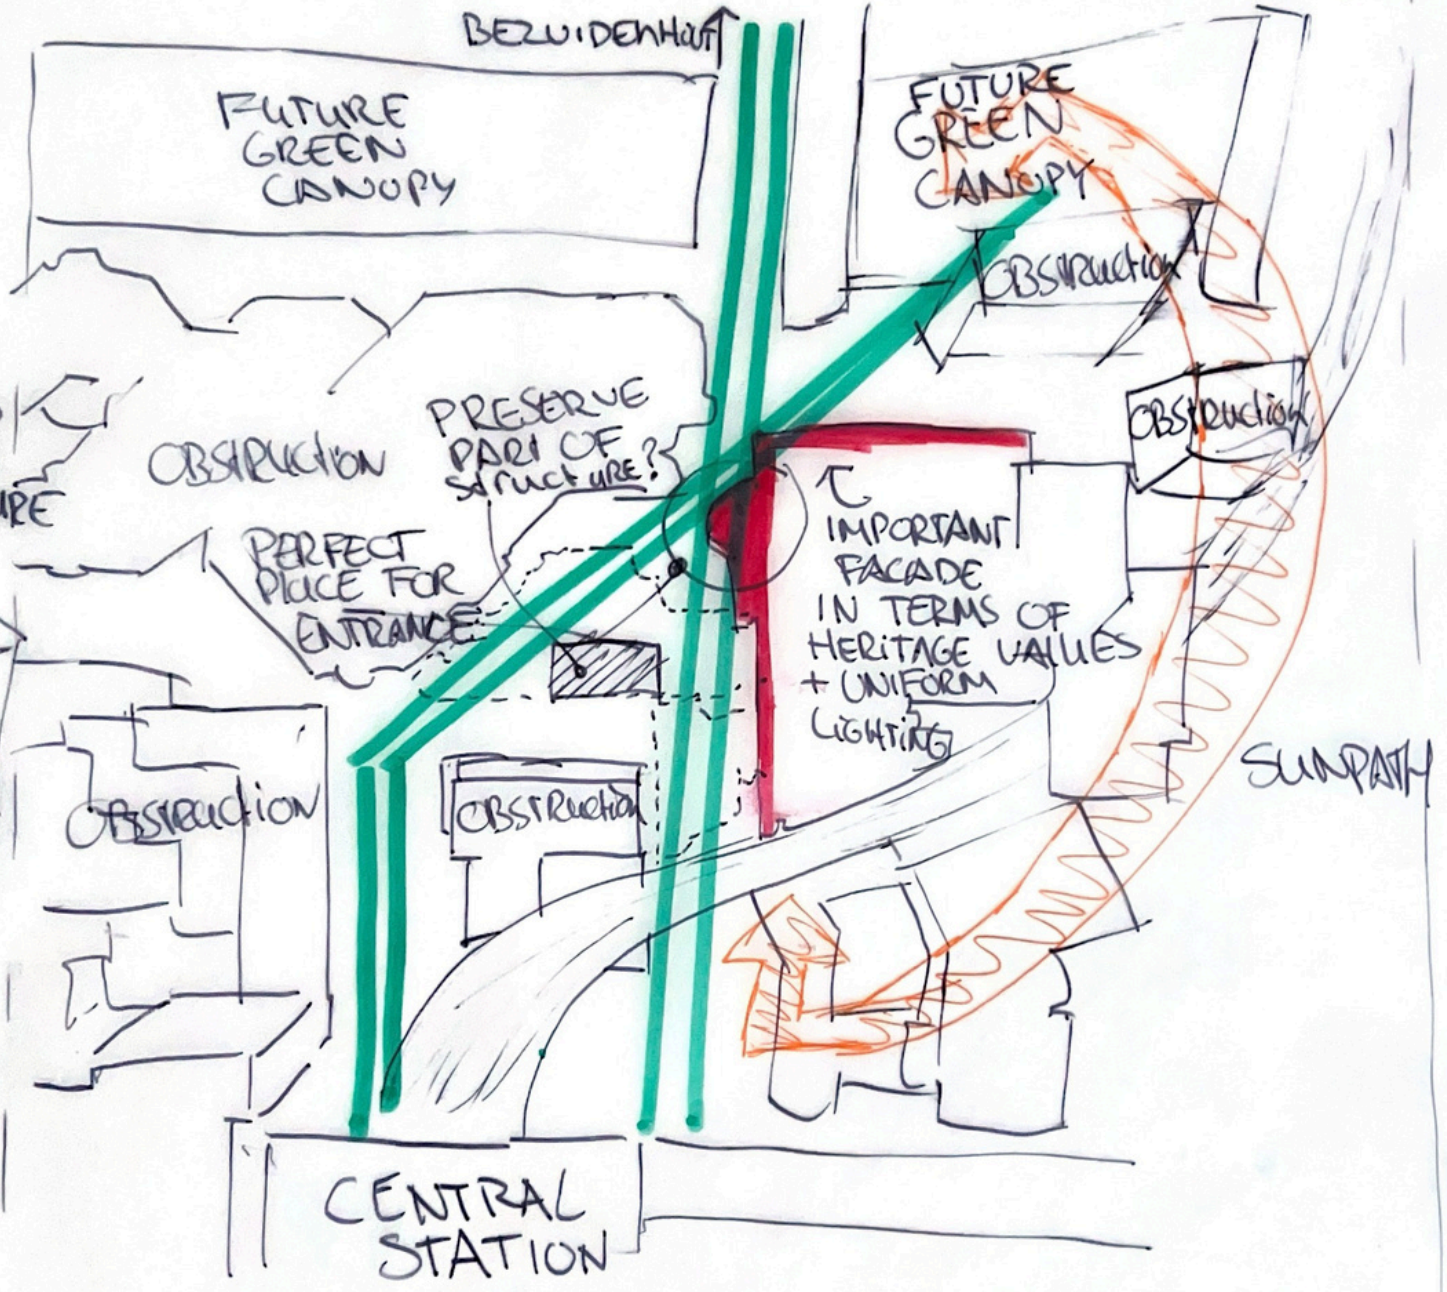 BEZUIDENHOUT
FUTURE
GREEN
CANOPY
FUTURE
GREEN
CANOPY
OBSTRUCTION
OBSTRUCTION
PRESERVE
PART OF
STRUCTURE?
OBSTRUCTION
PERFECT
PLACE FOR
ENTRANCE
IMPORTANT
FACADE
IN TERMS OF
HERITAGE VALUES
+ UNIFORM
LIGHTING
OBSTRUCTION
OBSTRUCTION
SUNPATH
CENTRAL
STATION